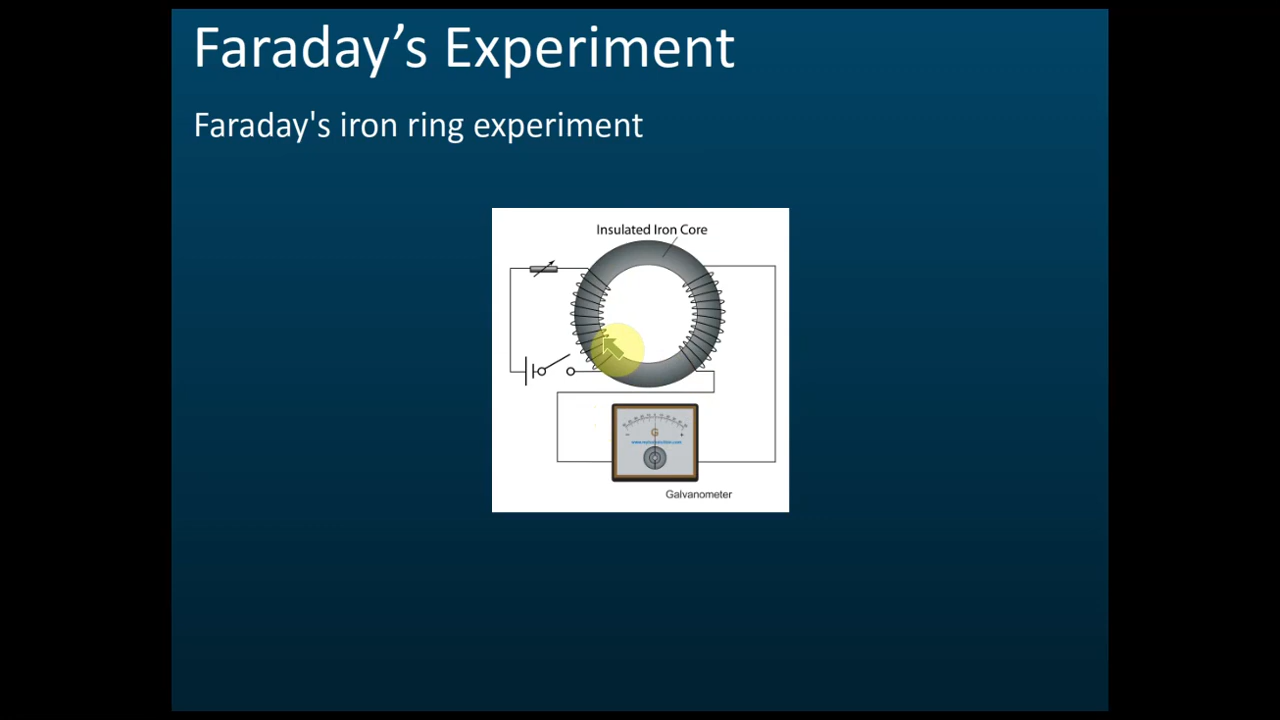 Faraday’s Experiment
Faraday's iron ring experiment
Insulated Iron Core
G
- +
Galvanometer